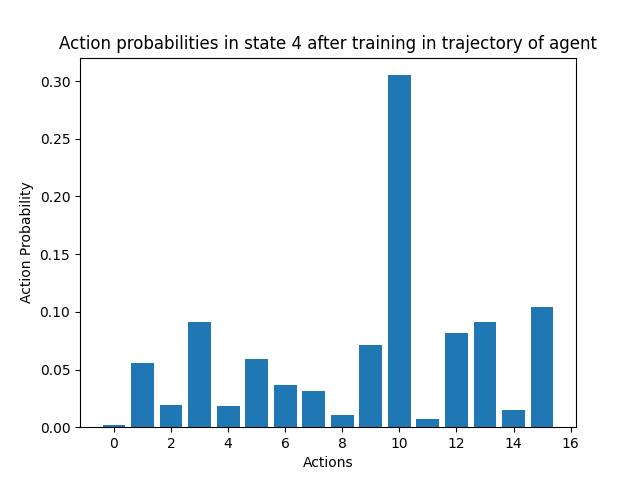 Action probabilities in state 4 after training in trajectory of agent
0.30
0.25
0.20
0.15
0.10
0.05
0.00
Action Probability
0 2 4 6 8 10 12 14 16
Actions